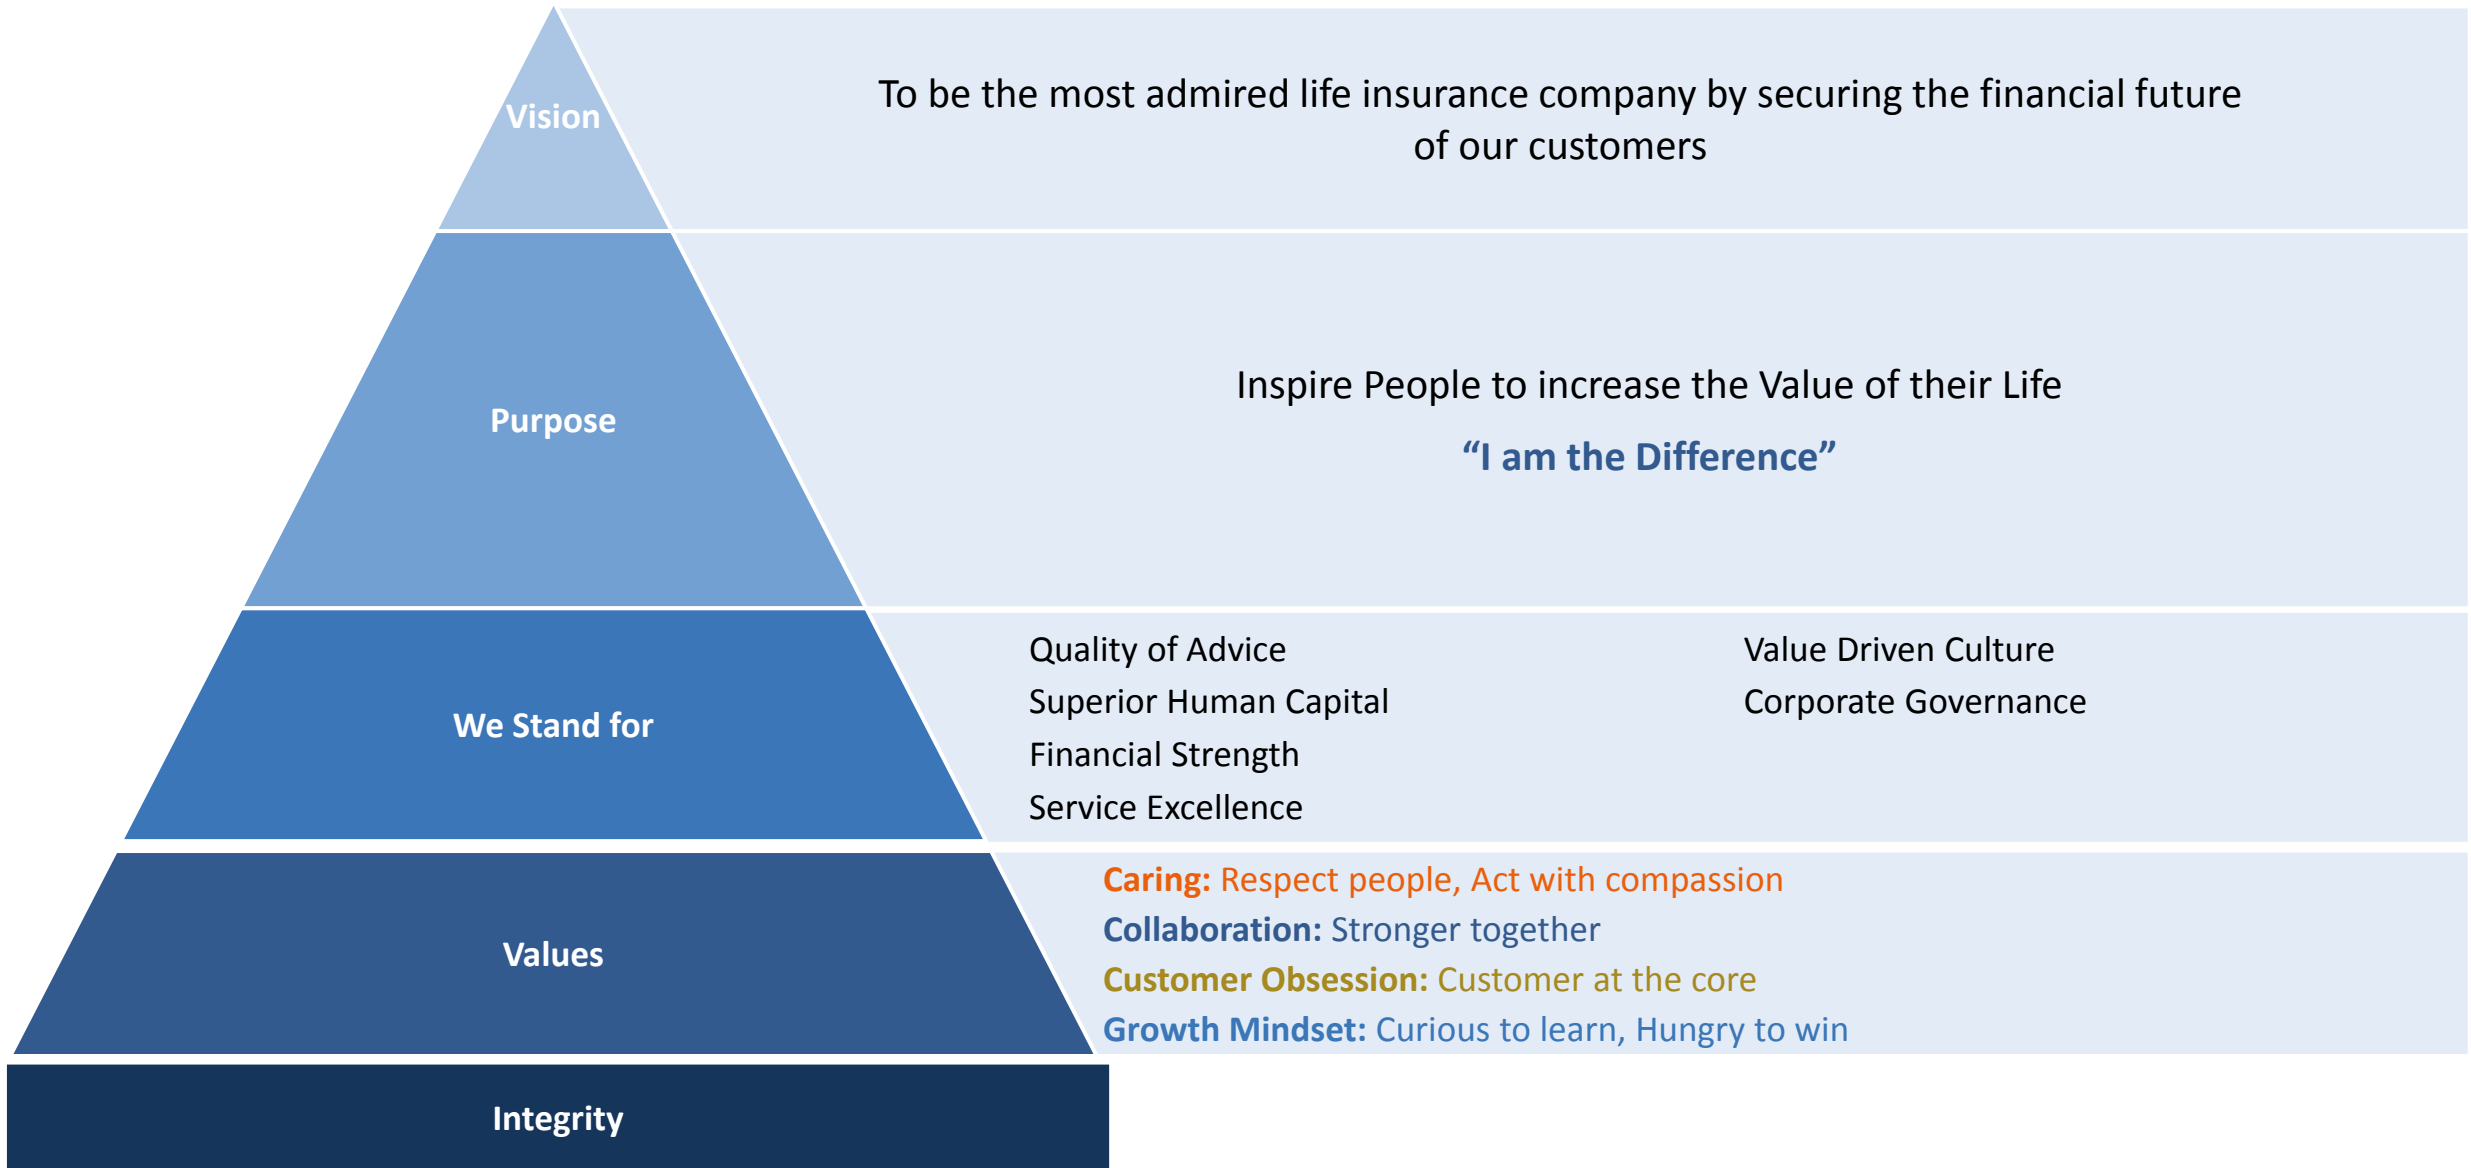 Vision
To be the most admired life insurance company by securing the financial future
of our customers
Purpose
Inspire People to increase the Value of their Life
“I am the Difference”
We Stand for
Quality of Advice
Superior Human Capital
Financial Strength
Service Excellence
Value Driven Culture
Corporate Governance
Values
Caring: Respect people, Act with compassion
Collaboration: Stronger together
Customer Obsession: Customer at the core
Growth Mindset: Curious to learn, Hungry to win
Integrity